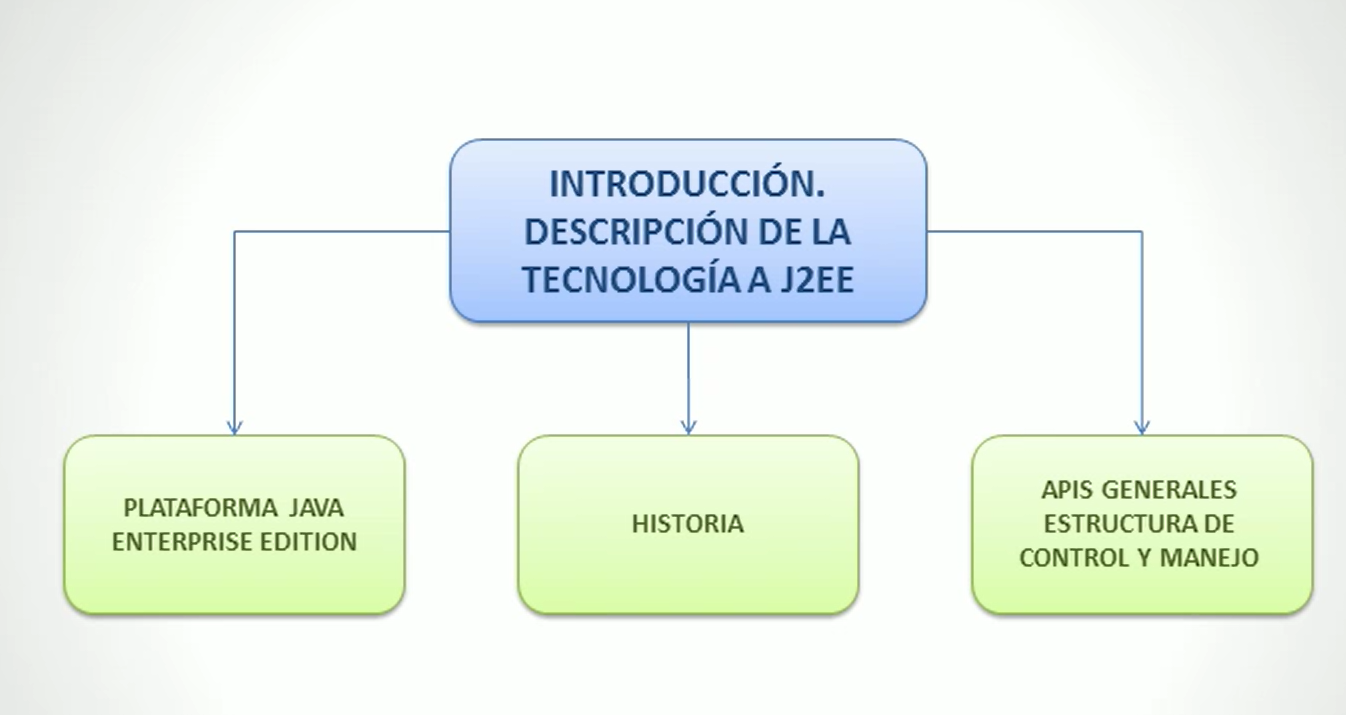 INTRODUCCIÓN.
DESCRIPCIÓN DE LA
TECNOLOGÍA A J2EE
PLATAFORMA JAVA
ENTERPRISE EDITION
HISTORIA
APIS GENERALES
ESTRUCTURA DE
CONTROL Y MANEJO